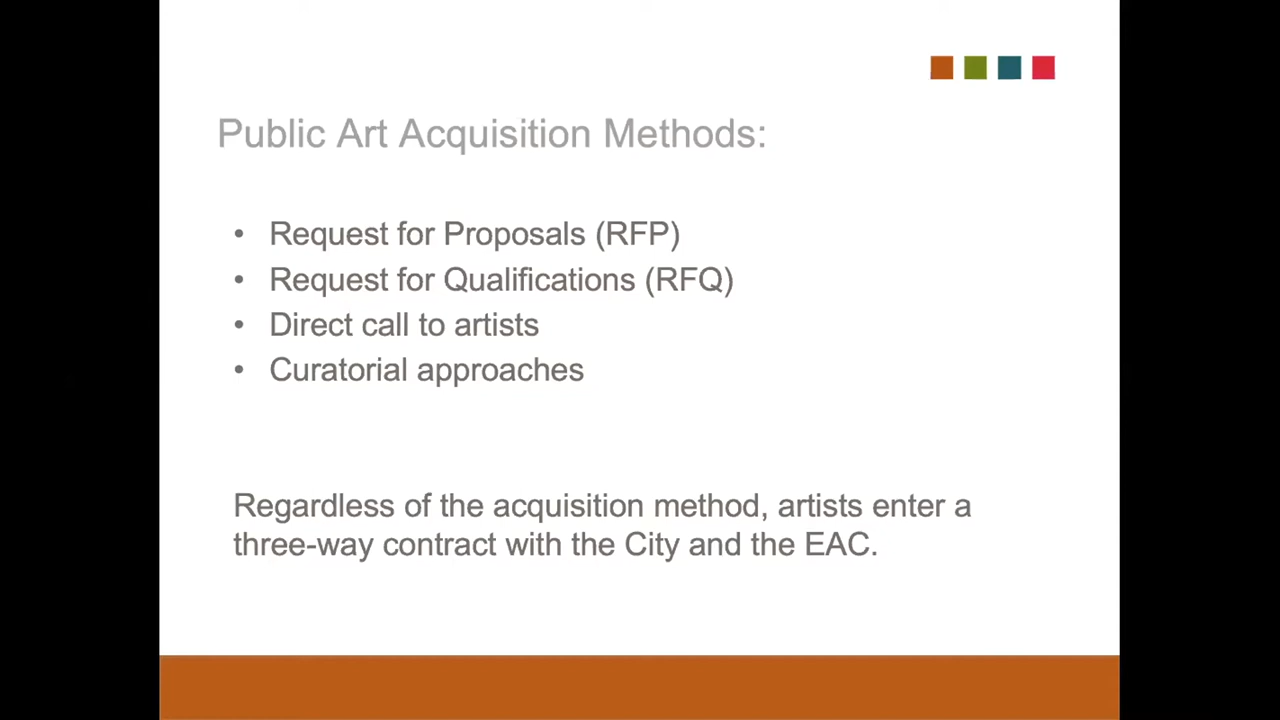 Public Art Acquisition Methods:
• Request for Proposals (RFP)
• Request for Qualifications (RFQ)
• Direct call to artists
• Curatorial approaches
Regardless of the acquisition method, artists enter a
three-way contract with the City and the EAC.